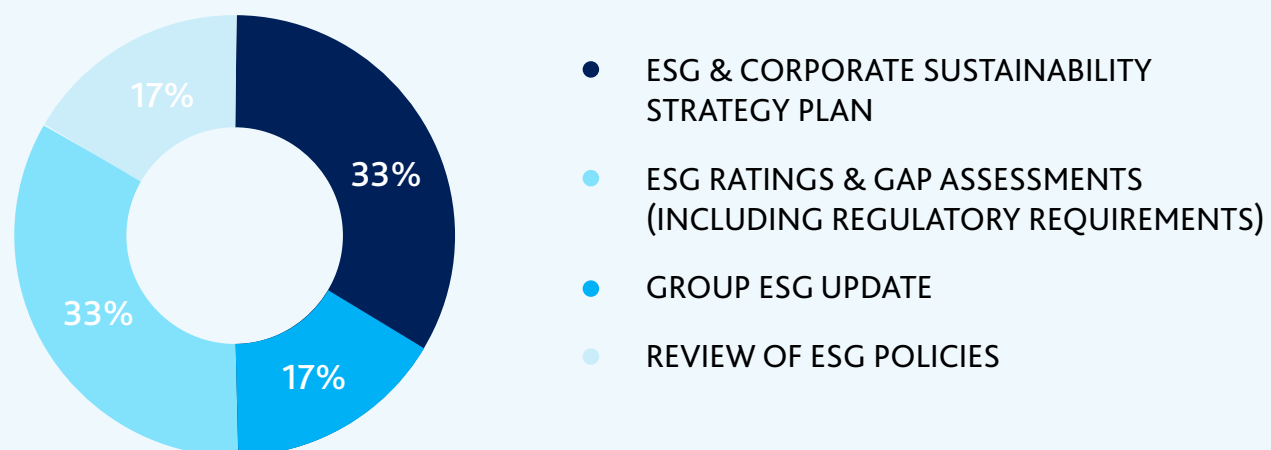 17%
33%
33%
17%
ESG & CORPORATE SUSTAINABILITY
STRATEGY PLAN
ESG RATINGS & GAP ASSESSMENTS
(INCLUDING REGULATORY REQUIREMENTS)
GROUP ESG UPDATE
REVIEW OF ESG POLICIES